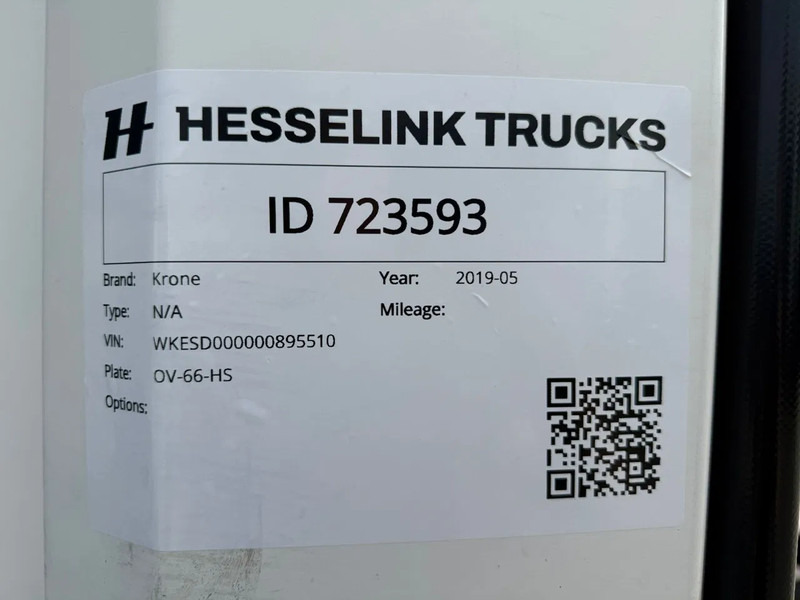 H HESSELINK TRUCKS
ID 723593
Brand: Krone Year: 2019-05
Type: N/A Mileage:
VIN: WKESD000000895510
Plate: OV-66-HS
Options: